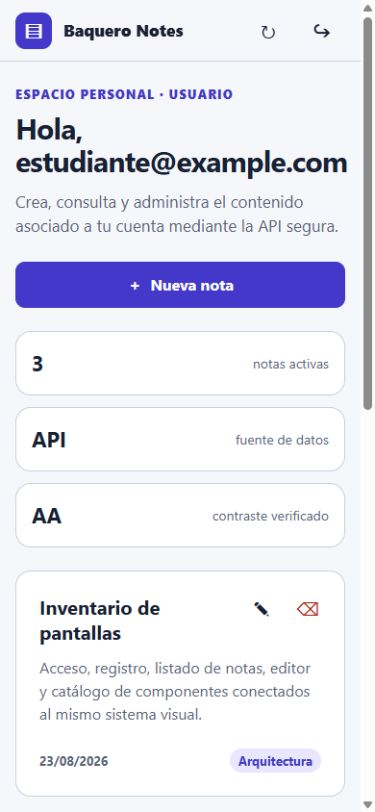 Baquero Notes
ESPACIO PERSONAL · USUARIO
Hola,
estudiante@example.com
Crea, consulta y administra el contenido
asociado a tu cuenta mediante la API segura.
+ Nueva nota
3 notas activas
API fuente de datos
AA contraste verificado
Inventario de
pantallas
Acceso, registro, listado de notas, editor
y catálogo de componentes conectados
al mismo sistema visual.
23/08/2026 Arquitectura